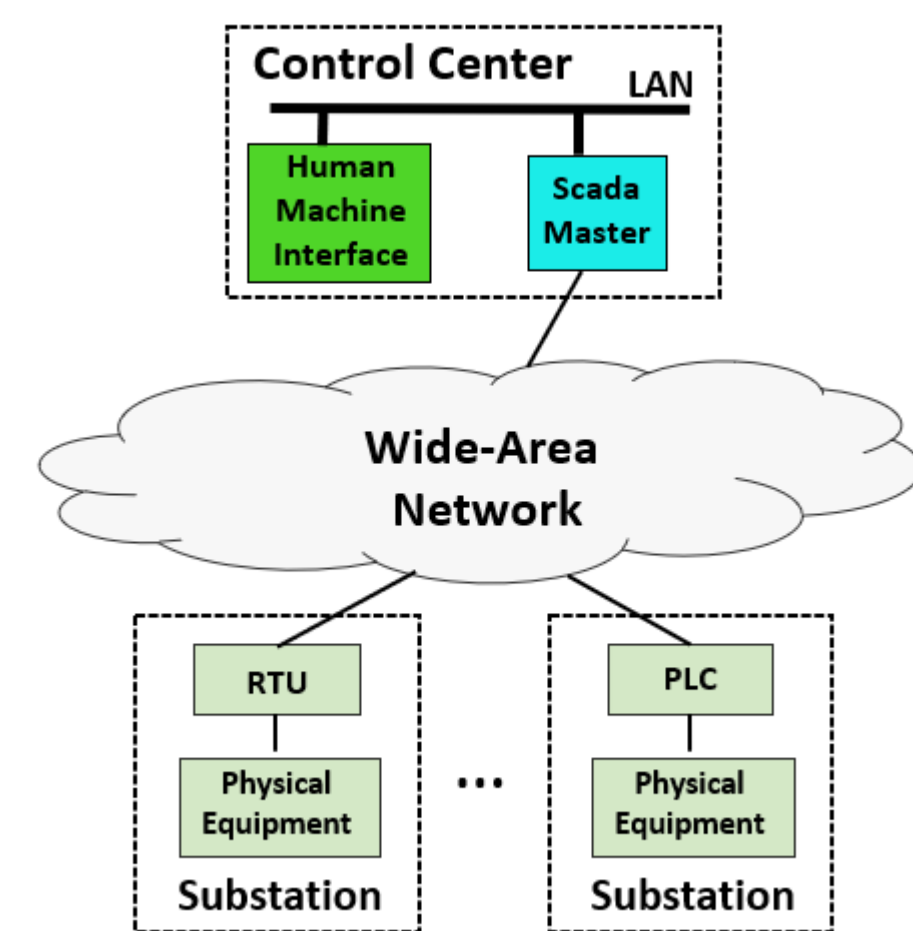 Control Center
LAN
Human
Machine
Interface
Scada
Master
Wide-Area
Network
RTU
PLC
Physical
Equipment
...
Physical
Equipment
Substation
Substation